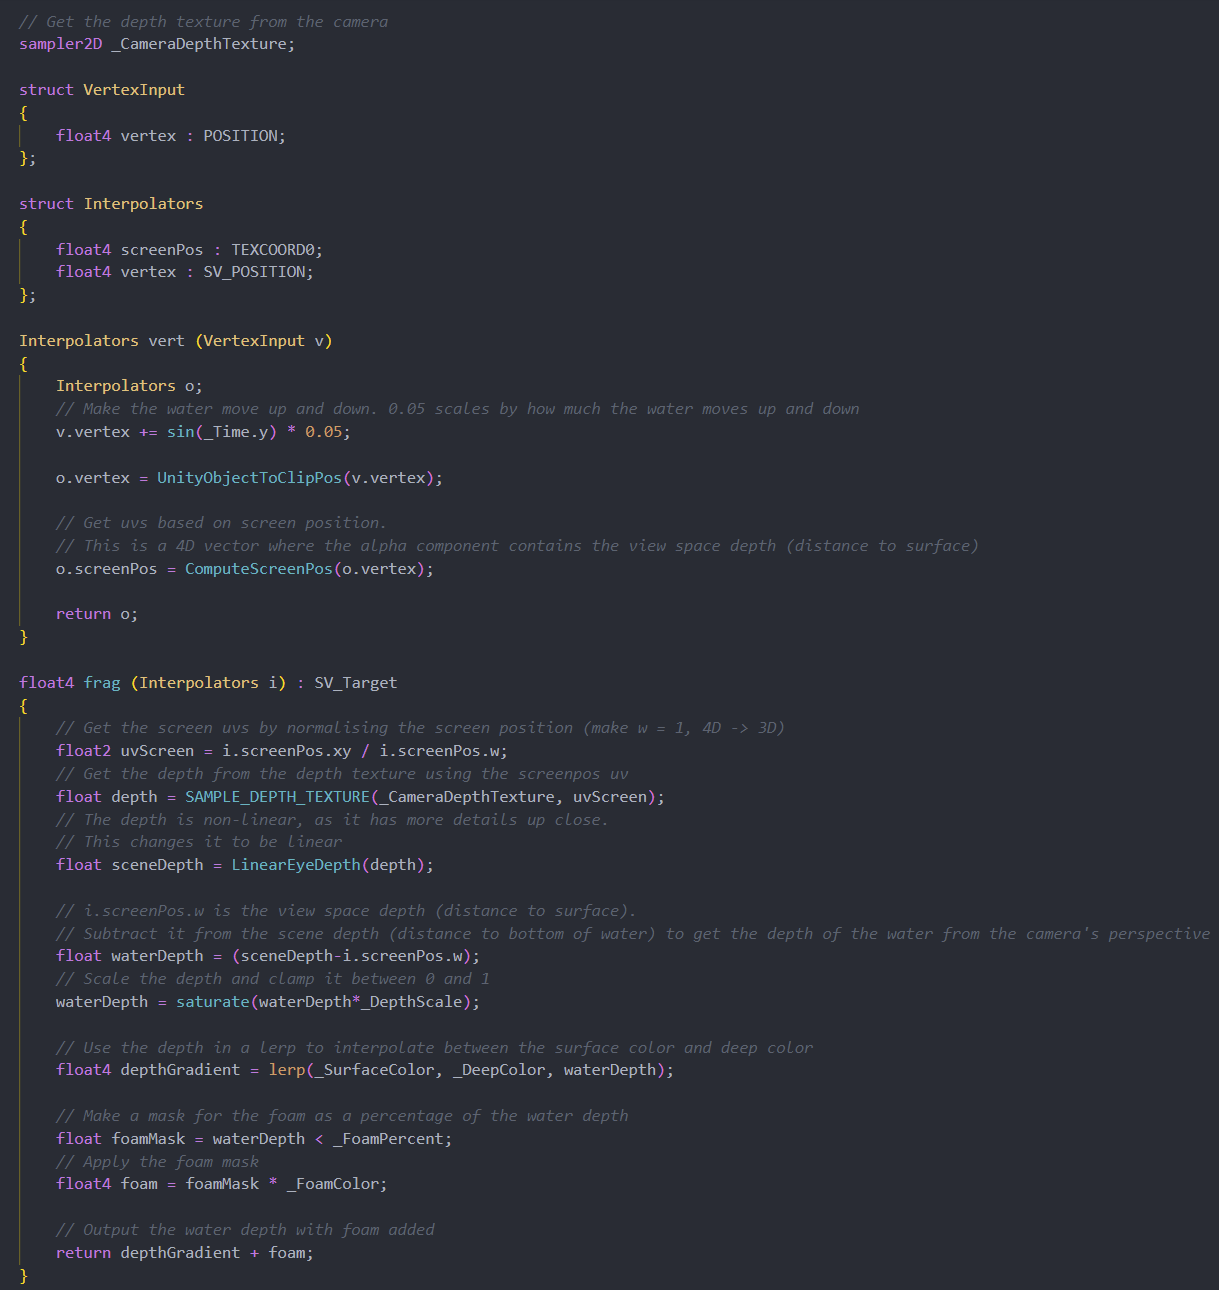 // Get the depth texture from the camera
sampler2D _CameraDepthTexture;
struct VertexInput
{
float4 vertex : POSITION;
};
struct Interpolators
{
float4 screenPos : TEXCOORD0;
float4 vertex : SV_POSITION;
};
Interpolators vert (VertexInput v)
{
Interpolators o;
// Make the water move up and down. 0.05 scales by how much the water moves up and down
v.vertex += sin(_Time.y) * 0.05;
o.vertex = UnityObjectToClipPos(v.vertex);
// Get uvs based on screen position.
// This is a 4D vector where the alpha component contains the view space depth (distance to surface)
o.screenPos = ComputeScreenPos(o.vertex);
return o;
}
float4 frag (Interpolators i) : SV_Target
{
// Get the screen uvs by normalising the screen position (make w = 1, 4D -> 3D)
float2 uvScreen = i.screenPos.xy / i.screenPos.w;
// Get the depth from the depth texture using the screenpos uv
float depth = SAMPLE_DEPTH_TEXTURE(_CameraDepthTexture, uvScreen);
// The depth is non-linear, as it has more details up close.
// This changes it to be linear
float sceneDepth = LinearEyeDepth(depth);
// i.screenPos.w is the view space depth (distance to surface).
// Subtract it from the scene depth (distance to bottom of water) to get the depth of the water from the camera's perspective
float waterDepth = (sceneDepth-i.screenPos.w);
// Scale the depth and clamp it between 0 and 1
waterDepth = saturate(waterDepth*_DepthScale);
// Use the depth in a lerp to interpolate between the surface color and deep color
float4 depthGradient = lerp(_SurfaceColor, _DeepColor, waterDepth);
// Make a mask for the foam as a percentage of the water depth
float foamMask = waterDepth < _FoamPercent;
// Apply the foam mask
float4 foam = foamMask * _FoamColor;
// Output the water depth with foam added
return depthGradient + foam;
}